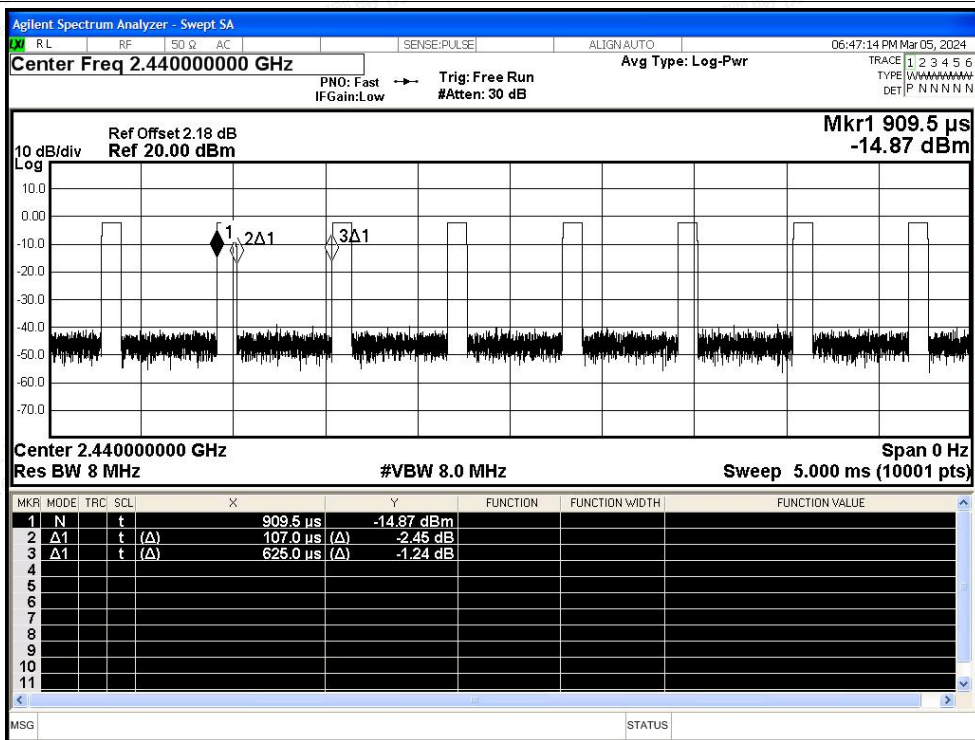 Agilent Spectrum Analyzer - Swept SA
LXI RL RF 50 Ω AC SENSE:PULSE ALIGN AUTO 06:47:14 PM Mar 05, 2024
Center Freq 2.440000000 GHz
PNO: Fast
IFGain:Low
Trig: Free Run
#Atten: 30 dB
Avg Type: Log-Pwr
TRACE 1 2 3 4 5 6
TYPE W
DET P N N N N N
Mkr1 909.5 µs
-14.87 dBm
Ref Offset 2.18 dB
10 dB/div Ref 20.00 dBm
Log
10.0
0.00
-10.0
-20.0
-30.0
-40.0
-50.0
-60.0
-70.0
1 2Δ1 3Δ1
Center 2.440000000 GHz Span 0 Hz
Res BW 8 MHz #VBW 8.0 MHz Sweep 5.000 ms (10001 pts)
MKR MODE TRC SCL X Y FUNCTION FUNCTION WIDTH FUNCTION VALUE
1 N t 909.5 µs -14.87 dBm
2 Δ1 t (Δ) 107.0 µs (Δ) -2.45 dB
3 Δ1 t (Δ) 625.0 µs (Δ) -1.24 dB
4
5
6
7
8
9
10
11
MSG STATUS